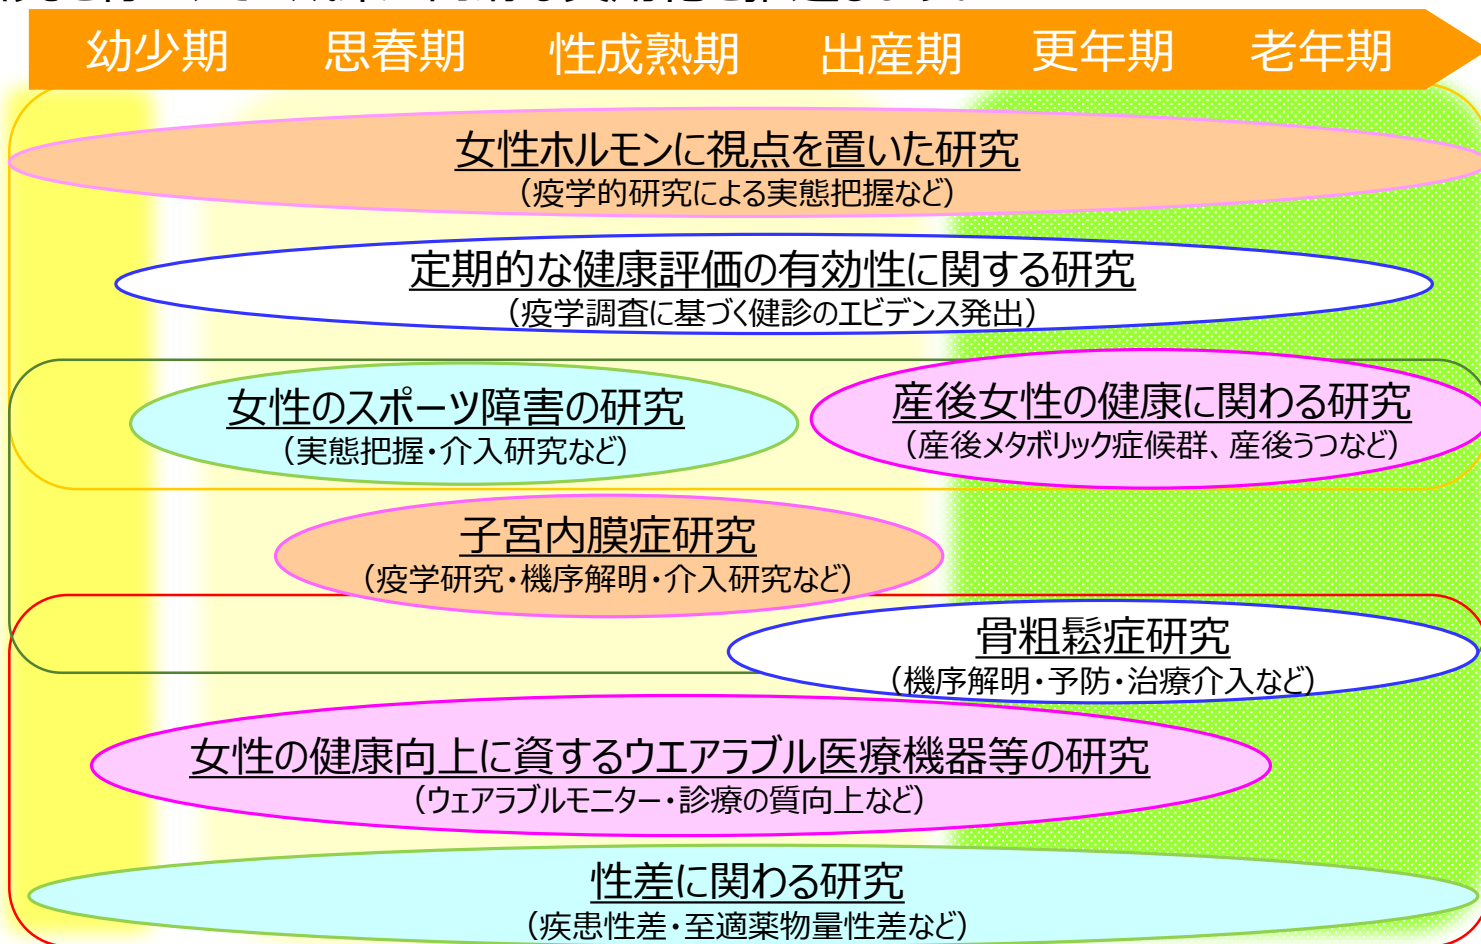 幼少期 思春期 性成熟期 出産期 更年期 老年期
女性ホルモンに視点を置いた研究
（疫学的研究による実態把握など）
定期的な健康評価の有効性に関する研究
（疫学調査に基づく健診のエビデンス発出）
女性のスポーツ障害の研究
（実態把握・介入研究など）
産後女性の健康に関わる研究
（産後メタボリック症候群、産後うつなど）
子宮内膜症研究
（疫学研究・機序解明・介入研究など）
骨粗鬆症研究
（機序解明・予防・治療介入など）
女性の健康向上に資するウエアラブル医療機器等の研究
（ウェアラブルモニター・診療の質向上など）
性差に関わる研究
（疾患性差・至適薬物量性差など）